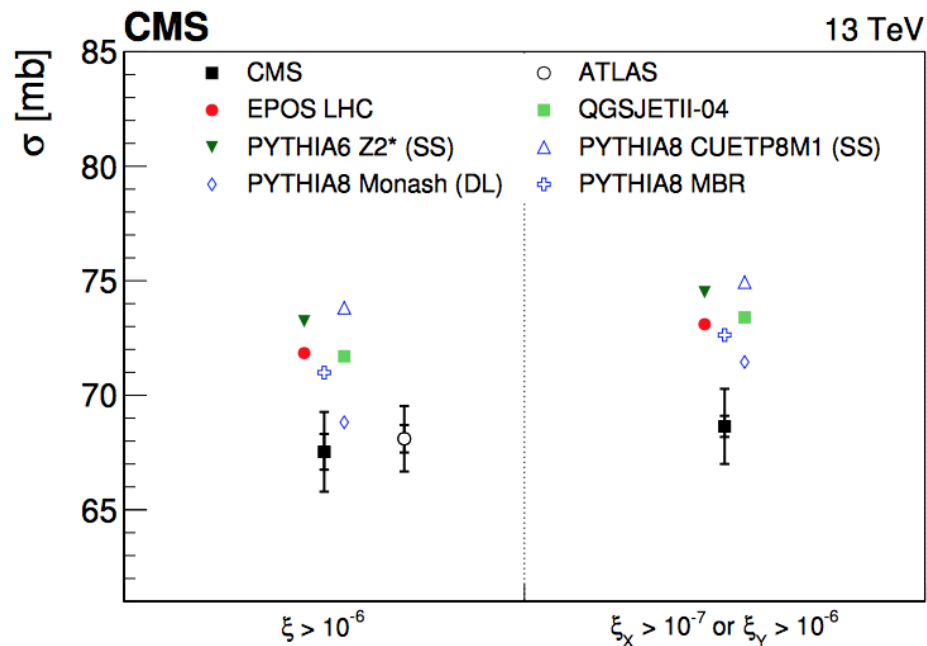 CMS 13 TeV
σ [mb]
85
80
75
70
65
CMS
ATLAS
EPOS LHC
QGSJETII-04
PYTHIA6 Z2* (SS)
PYTHIA8 CUETP8M1 (SS)
PYTHIA8 Monash (DL)
PYTHIA8 MBR
ξ > 10⁻⁶
ξ_X > 10⁻⁷ or ξ_Y > 10⁻⁶